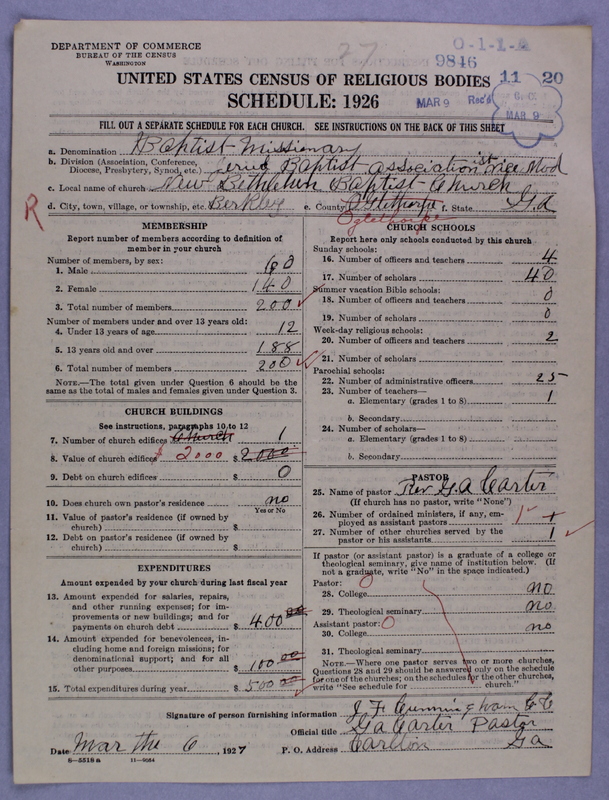 DEPARTMENT OF COMMERCE
BUREAU OF THE CENSUS
WASHINGTON
27
9846
11 20
UNITED STATES CENSUS OF RELIGIOUS BODIES
SCHEDULE: 1926
MAR 9 Rec'd
MAR 9
FILL OUT A SEPARATE SCHEDULE FOR EACH CHURCH. SEE INSTRUCTIONS ON THE BACK OF THIS SHEET
a. Denomination Baptist Missionary
b. Division (Association, Conference, Diocese, Presbytery, Synod, etc.) Baptist association
c. Local name of church New Bethlehem Baptist Church
d. City, town, village, or township, etc. Berkley e. County Oglethorpe f. State Ga
Oglethorpe
R
MEMBERSHIP
Report number of members according to definition of
member in your church
Number of members, by sex:
1. Male 60
2. Female 140
3. Total number of members 200
Number of members under and over 13 years old:
4. Under 13 years of age 12
5. 13 years old and over 188
6. Total number of members 200
NOTE.—The total given under Question 6 should be the
same as the total of males and females given under Question 3.
CHURCH BUILDINGS
See instructions, paragraphs 10 to 12
7. Number of church edifices church 1
8. Value of church edifices $ 2000 $ 2000
9. Debt on church edifices 0
10. Does church own pastor's residence? no
Yes or No
11. Value of pastor's residence (if owned by
church) $
12. Debt on pastor's residence (if owned by
church) $
EXPENDITURES
Amount expended by your church during last fiscal year
13. Amount expended for salaries, repairs,
and other running expenses; for im-
provements or new buildings; and for
payments on church debt $ 400 00
14. Amount expended for benevolences, in-
cluding home and foreign missions; for
denominational support; and for all
other purposes 100 00
15. Total expenditures during year $ 500 00
CHURCH SCHOOLS
Report here only schools conducted by this church
Sunday schools:
16. Number of officers and teachers 4
17. Number of scholars 40
Summer vacation Bible schools:
18. Number of officers and teachers 0
19. Number of scholars 0
Week-day religious schools:
20. Number of officers and teachers 2
21. Number of scholars
Parochial schools:
22. Number of administrative officers 25
23. Number of teachers—
a. Elementary (grades 1 to 8) 1
b. Secondary
24. Number of scholars—
a. Elementary (grades 1 to 8)
b. Secondary
PASTOR
25. Name of pastor Rev G. A Carter
(If church has no pastor, write "None")
26. Number of ordained ministers, if any, em-
ployed as assistant pastors 1
27. Number of other churches served by the
pastor or his assistants 1
If pastor (or assistant pastor) is a graduate of a college or
theological seminary, give name of institution below. (If
not a graduate, write "No" in the space indicated.)
Pastor: 0
28. College no
29. Theological seminary no
Assistant pastor: 0
30. College no
31. Theological seminary
NOTE.—Where one pastor serves two or more churches,
Questions 28 and 29 should be answered only on the schedule
for one of the churches; on the schedules for the other churches,
write "See schedule for church."
Signature of person furnishing information J F Cunningham C C
Official title G a Carter Pastor
Date Mar the 6, 1927 P. O. Address Carlton Ga
8—5518 a 11—9064